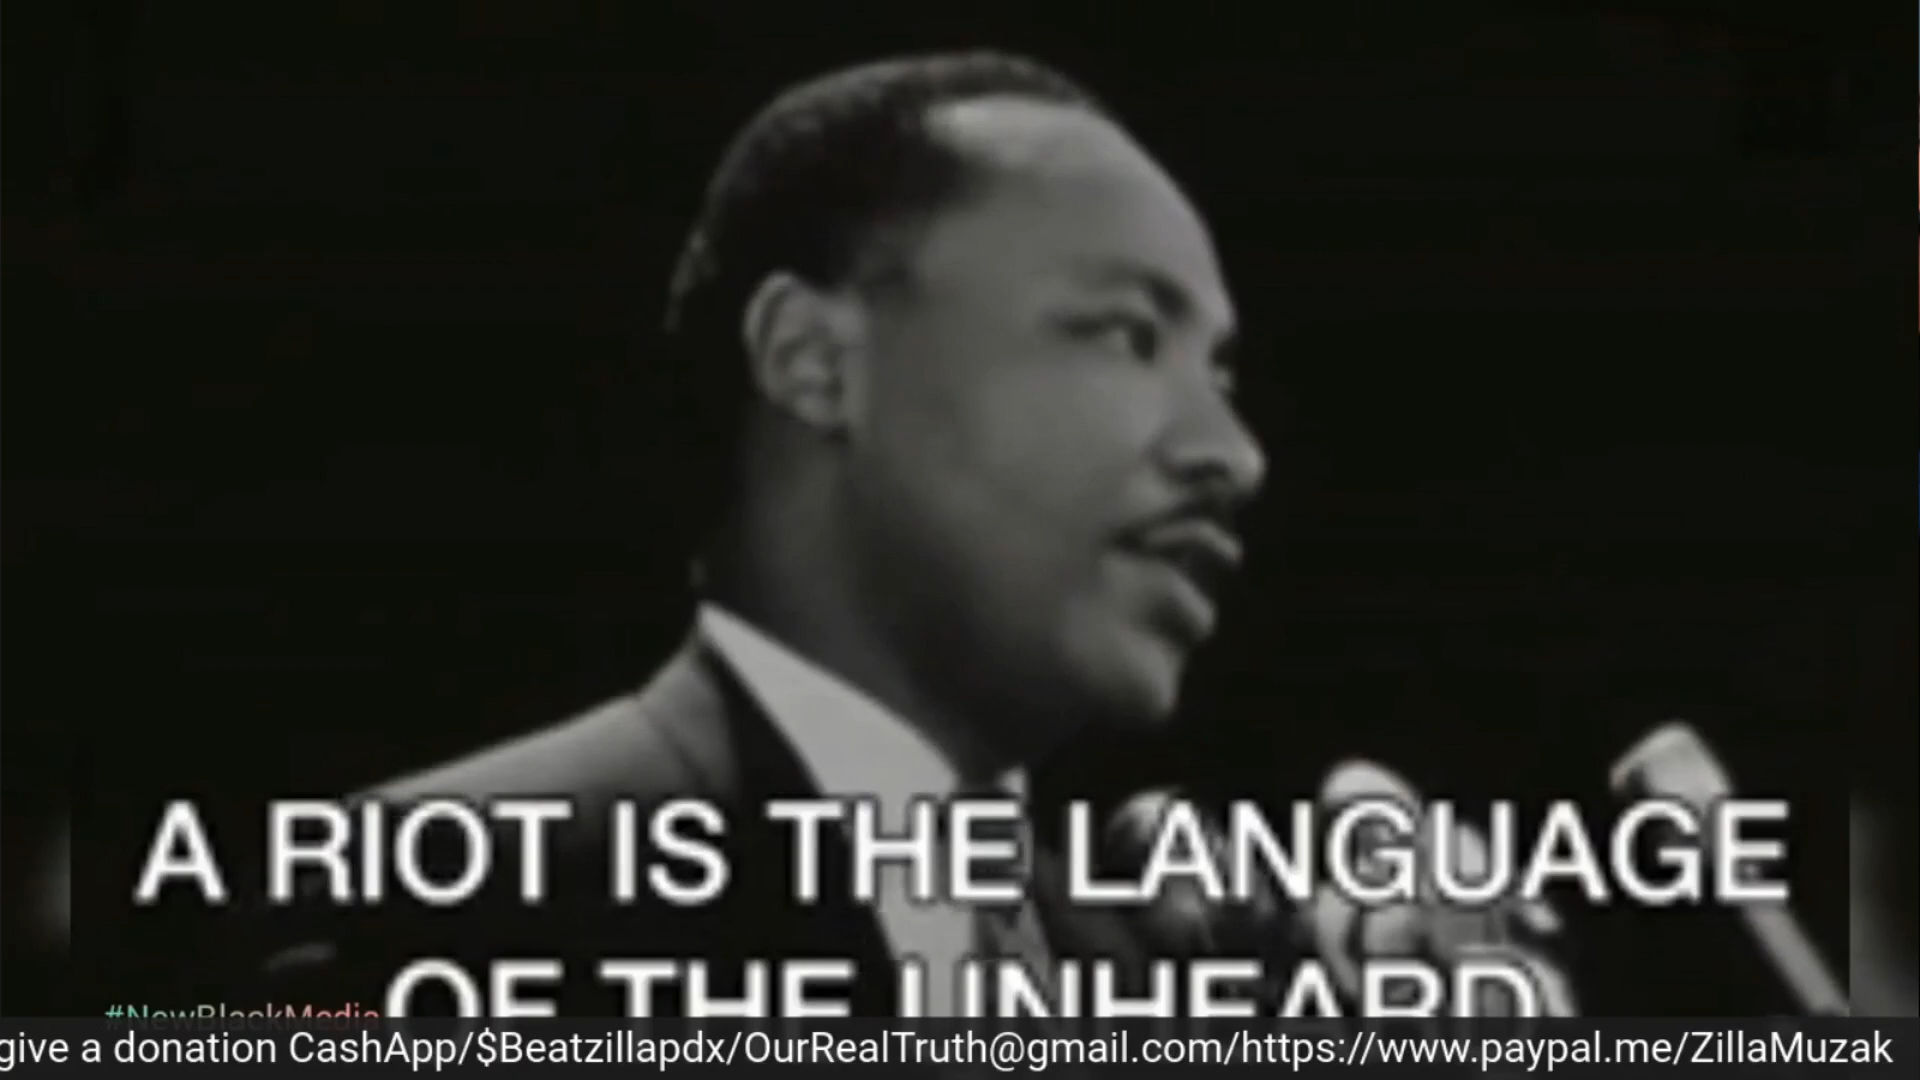 A RIOT IS THE LANGUAGE
OF THE UNHEARD
#NewBlackMedia
give a donation CashApp/$Beatzillapdx/OurRealTruth@gmail.com/https://www.paypal.me/ZillaMuzak